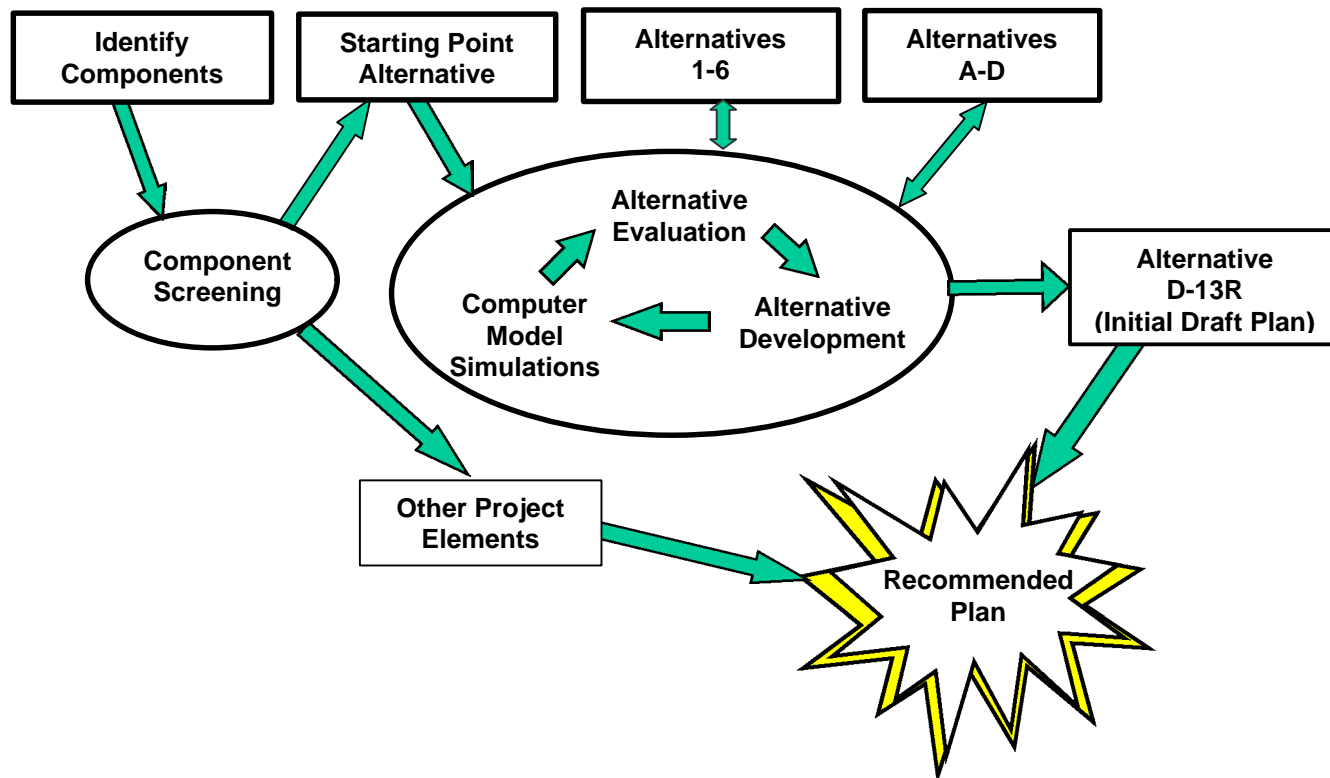 Identify
Components
Starting Point
Alternative
Alternatives
1-6
Alternatives
A-D
Component
Screening
Alternative
Evaluation
Computer
Model
Simulations
Alternative
Development
Alternative
D-13R
(Initial Draft Plan)
Other Project
Elements
Recommended
Plan